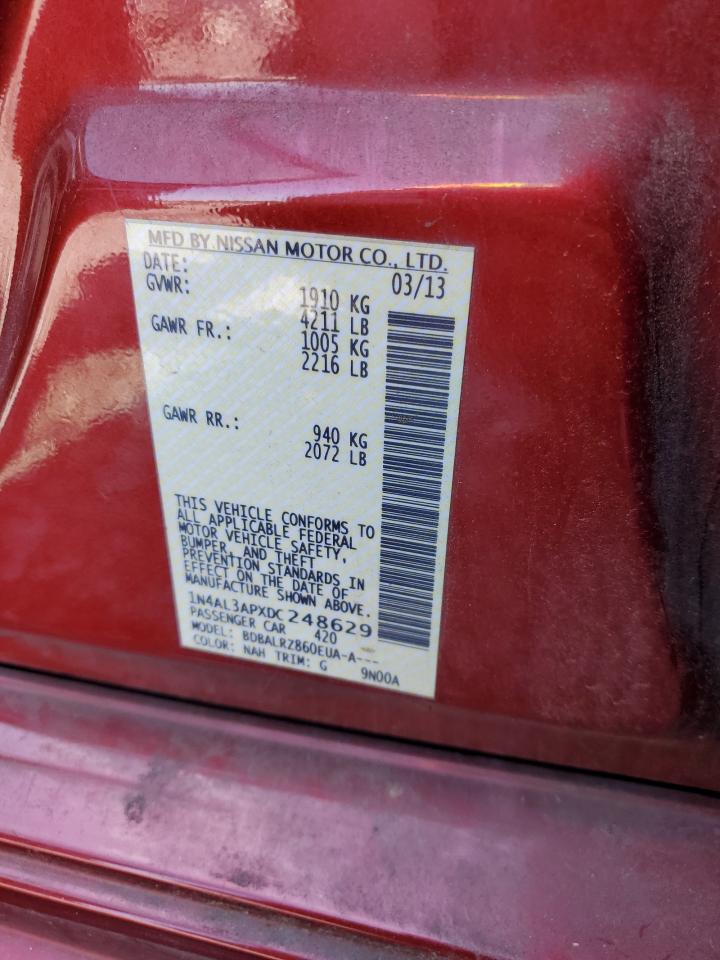 MFD BY NISSAN MOTOR CO., LTD.
DATE: 03/13
GVWR: 1910 KG
4211 LB
GAWR FR.: 1005 KG
2216 LB
GAWR RR.: 940 KG
2072 LB
THIS VEHICLE CONFORMS TO
ALL APPLICABLE FEDERAL
MOTOR VEHICLE SAFETY,
BUMPER, AND THEFT
PREVENTION STANDARDS IN
EFFECT ON THE DATE OF
MANUFACTURE SHOWN ABOVE.
1N4AL3APXDC248629
PASSENGER CAR 420
MODEL: BDBALRZ860EUA-A---
COLOR: NAH TRIM: G 9N00A